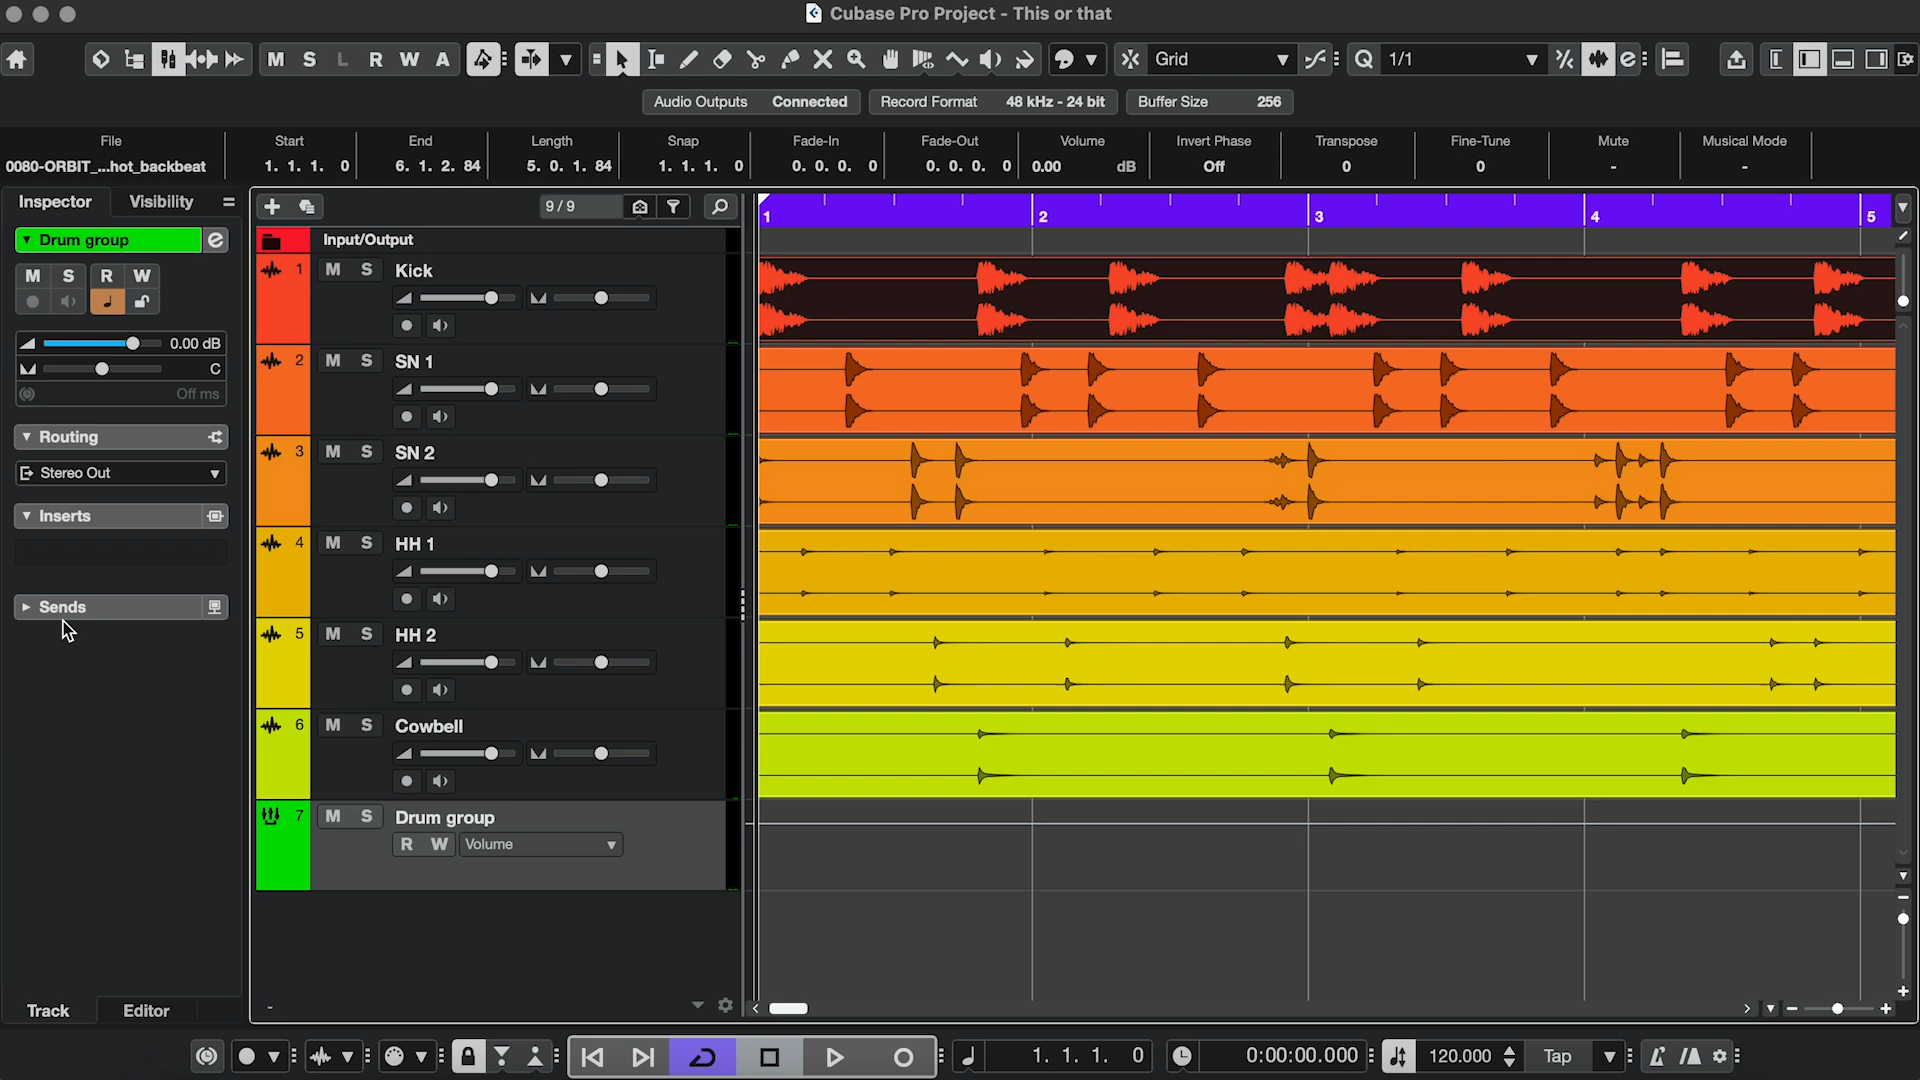 Cubase Pro Project - This or that
M S L R W A Grid Q 1/1
Audio Outputs Connected Record Format 48 kHz - 24 bit Buffer Size 256
File Start End Length Snap Fade-In Fade-Out Volume Invert Phase Transpose Fine-Tune Mute Musical Mode
0080-ORBIT_...hot_backbeat 1. 1. 1. 0 6. 1. 2. 84 5. 0. 1. 84 1. 1. 1. 0 0. 0. 0. 0 0. 0. 0. 0 0.00 dB Off 0 0 - -
Inspector Visibility
9 / 9
1 2 3 4 5
Drum group
Input/Output
M S R W
1 M S Kick
0.00 dB
C
Off ms
2 M S SN 1
Routing
Stereo Out
3 M S SN 2
Inserts
4 M S HH 1
Sends
5 M S HH 2
6 M S Cowbell
7 M S Drum group
R W Volume
Track Editor
-
1. 1. 1. 0 0:00:00.000 120.000 Tap